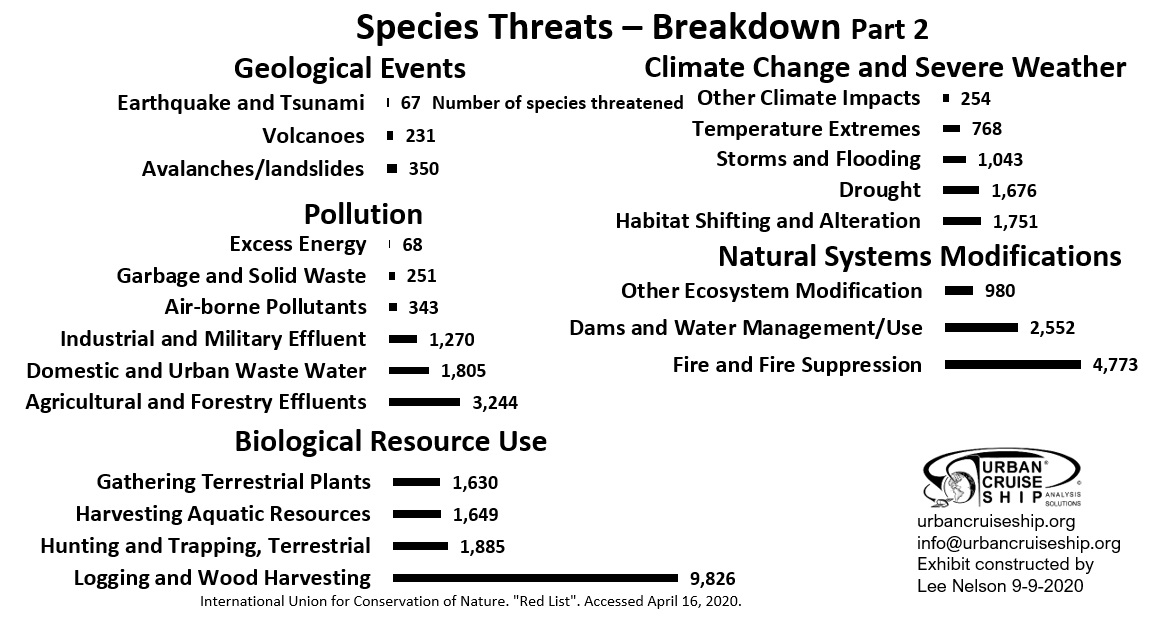 Species Threats – Breakdown Part 2
Geological Events
Earthquake and Tsunami 67 Number of species threatened
Volcanoes 231
Avalanches/landslides 350
Pollution
Excess Energy 68
Garbage and Solid Waste 251
Air-borne Pollutants 343
Industrial and Military Effluent 1,270
Domestic and Urban Waste Water 1,805
Agricultural and Forestry Effluents 3,244
Biological Resource Use
Gathering Terrestrial Plants 1,630
Harvesting Aquatic Resources 1,649
Hunting and Trapping, Terrestrial 1,885
Logging and Wood Harvesting 9,826
International Union for Conservation of Nature. "Red List". Accessed April 16, 2020.
Climate Change and Severe Weather
Other Climate Impacts 254
Temperature Extremes 768
Storms and Flooding 1,043
Drought 1,676
Habitat Shifting and Alteration 1,751
Natural Systems Modifications
Other Ecosystem Modification 980
Dams and Water Management/Use 2,552
Fire and Fire Suppression 4,773
URBAN®
CRUISE ©
SHIP ANALYSIS
SOLUTIONS
urbancruiseship.org
info@urbancruiseship.org
Exhibit constructed by
Lee Nelson 9-9-2020